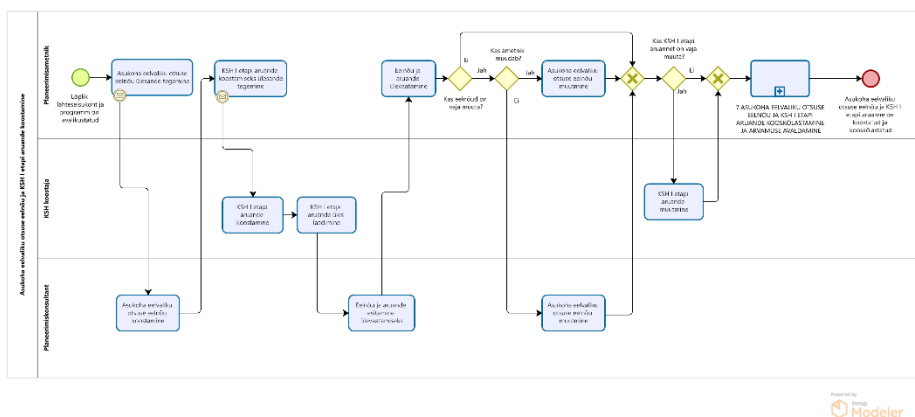 Asukoha eelvaliku otsuse eelnõu ja KSH I etapi aruande koostamine
Planeerimisametnik
KSH koostaja
Planeerimiskonsultant
Lõplik
lähteseisukoht ja
programm on
avalikustatud
Asukoha eelvaliku otsuse
eelnõu koostamiseks ülesande tegemine
KSH I etapi aruande
koostamiseks ülesande
tegemine
Eelnõu ja
aruande
ülevaatamine
Kas eelnõud on
vaja muuta?
Ei
Jah
Kas ametnik
muudab?
Jah
Ei
Asukoha eelvaliku
otsuse eelnõu
muutmine
Kas KSH I etapi
aruannet on vaja
muuta?
Ei
Jah
7.ASUKOHA EELVALIKU OTSUSE
EELNÕU JA KSH I ETAPI
ARUANDE KOOSKÕLASTAMINE
JA ARVAMUSE AVALDAMINE
Asukoha eelvaliku
otsuse eelnõu ja KSH I
etapi aruanne on
koostatud ja
kooskõlastatud
KSH I etapi
aruande
koostamine
KSH I etapi
aruande üles
laadimine
KSH I etapi
aruande
muutmine
Asukoha eelvaliku
otsuse eelnõu
koostamine
Eelnõu ja aruande
esitamine
ülevaatamiseks
Asukoha eelvaliku
otsuse eelnõu
muutmine
Powered by
bizagi
Modeler